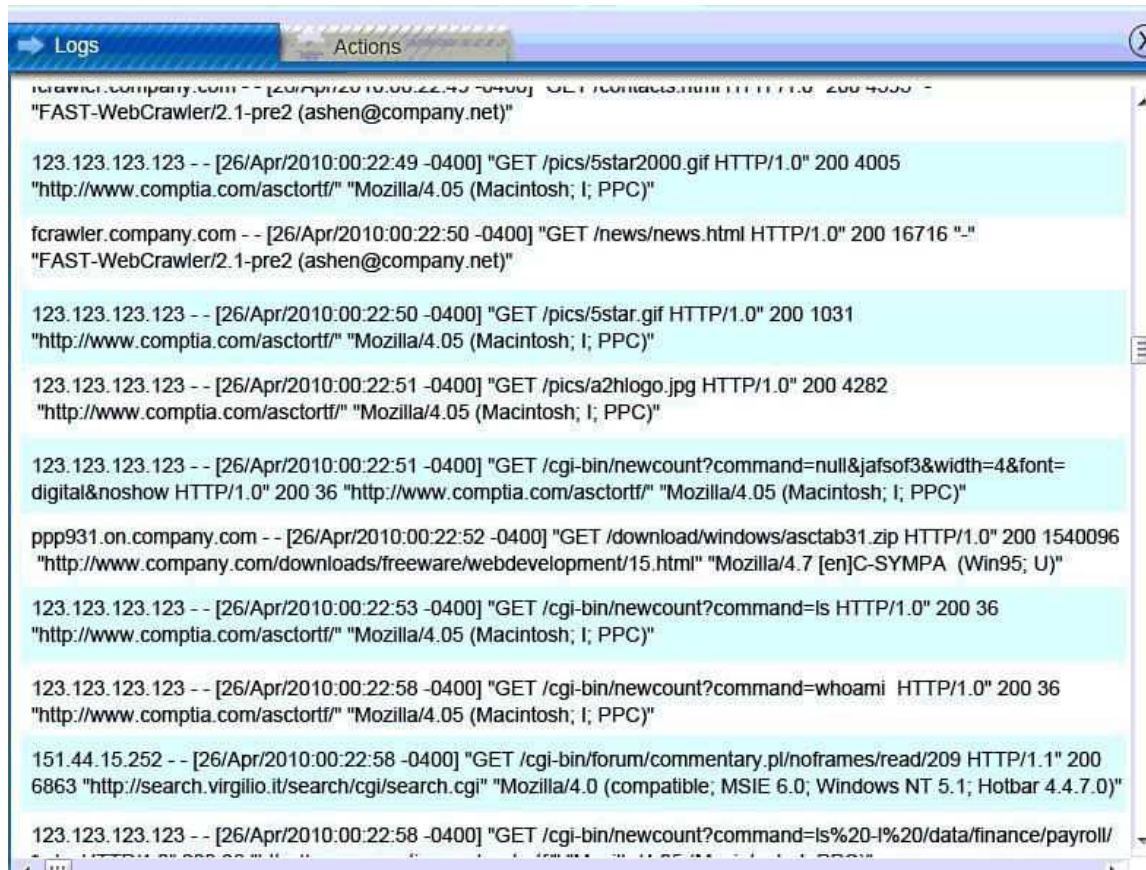 Logs
Actions
fcrawler.company.com - - [26/Apr/2010:00:22:49 -0400] "GET /contacts.html HTTP/1.0" 200 "-"
"FAST-WebCrawler/2.1-pre2 (ashen@company.net)"
123.123.123.123 - - [26/Apr/2010:00:22:49 -0400] "GET /pics/5star2000.gif HTTP/1.0" 200 4005
"http://www.comptia.com/asctortf/" "Mozilla/4.05 (Macintosh; I; PPC)"
fcrawler.company.com - - [26/Apr/2010:00:22:50 -0400] "GET /news/news.html HTTP/1.0" 200 16716 "-"
"FAST-WebCrawler/2.1-pre2 (ashen@company.net)"
123.123.123.123 - - [26/Apr/2010:00:22:50 -0400] "GET /pics/5star.gif HTTP/1.0" 200 1031
"http://www.comptia.com/asctortf/" "Mozilla/4.05 (Macintosh; I; PPC)"
123.123.123.123 - - [26/Apr/2010:00:22:51 -0400] "GET /pics/a2hlogo.jpg HTTP/1.0" 200 4282
"http://www.comptia.com/asctortf/" "Mozilla/4.05 (Macintosh; I; PPC)"
123.123.123.123 - - [26/Apr/2010:00:22:51 -0400] "GET /cgi-bin/newcount?command=null&jafsof3&width=4&font=
digital&noshow HTTP/1.0" 200 36 "http://www.comptia.com/asctortf/" "Mozilla/4.05 (Macintosh; I; PPC)"
ppp931.on.company.com - - [26/Apr/2010:00:22:52 -0400] "GET /download/windows/asctab31.zip HTTP/1.0" 200 1540096
"http://www.company.com/downloads/freeware/webdevelopment/15.html" "Mozilla/4.7 [en]C-SYMPA (Win95; U)"
123.123.123.123 - - [26/Apr/2010:00:22:53 -0400] "GET /cgi-bin/newcount?command=ls HTTP/1.0" 200 36
"http://www.comptia.com/asctortf/" "Mozilla/4.05 (Macintosh; I; PPC)"
123.123.123.123 - - [26/Apr/2010:00:22:58 -0400] "GET /cgi-bin/newcount?command=whoami HTTP/1.0" 200 36
"http://www.comptia.com/asctortf/" "Mozilla/4.05 (Macintosh; I; PPC)"
151.44.15.252 - - [26/Apr/2010:00:22:58 -0400] "GET /cgi-bin/forum/commentary.pl/noframes/read/209 HTTP/1.1" 200
6863 "http://search.virgilio.it/search/cgi/search.cgi" "Mozilla/4.0 (compatible; MSIE 6.0; Windows NT 5.1; Hotbar 4.4.7.0)"
123.123.123.123 - - [26/Apr/2010:00:22:58 -0400] "GET /cgi-bin/newcount?command=ls%20-l%20/data/finance/payroll/